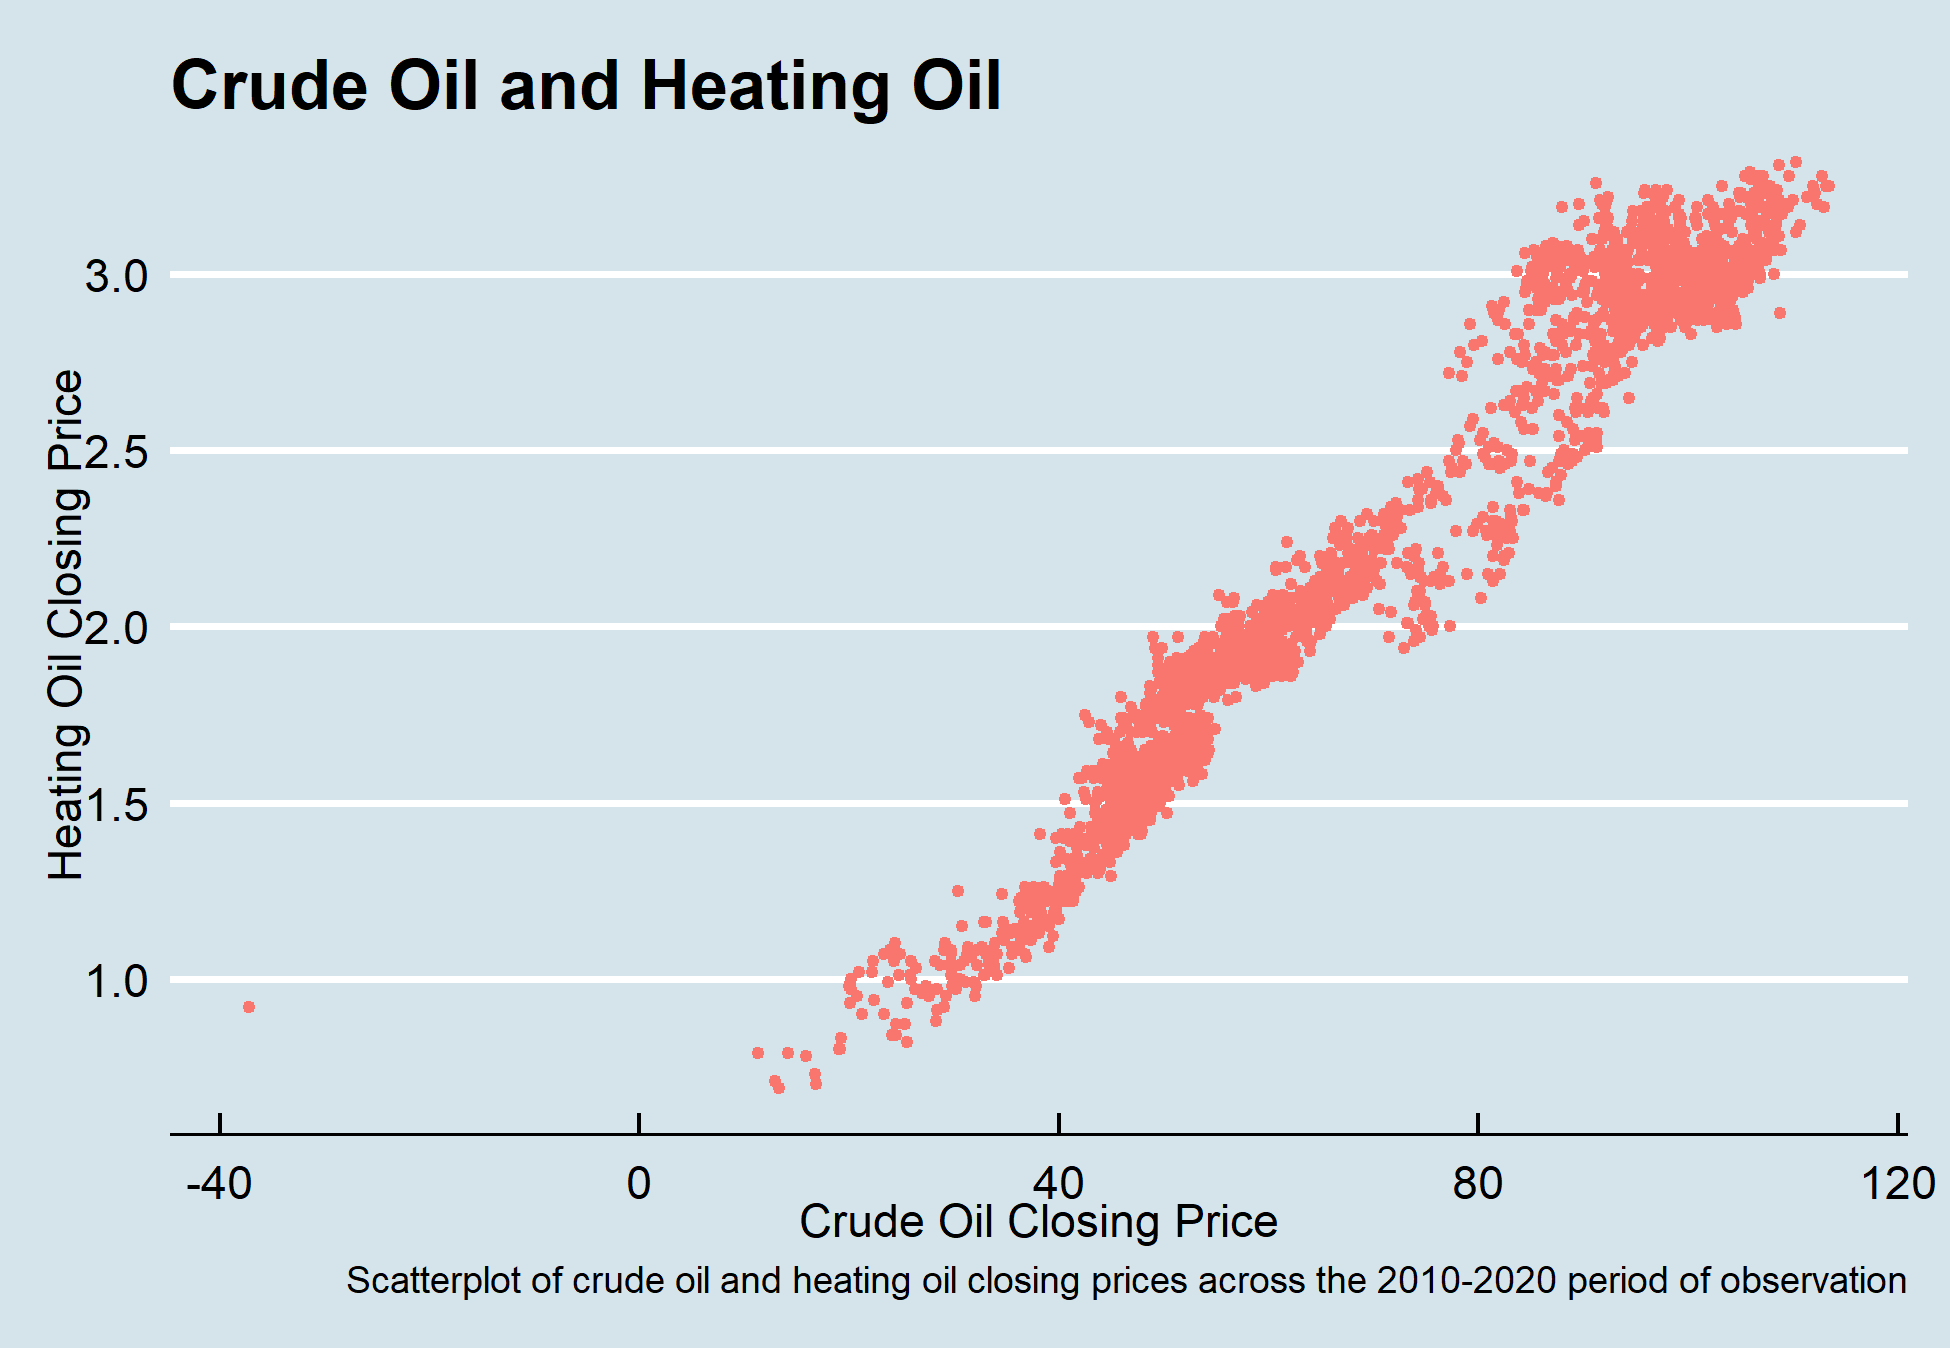 Crude Oil and Heating Oil
Heating Oil Closing Price
3.0
2.5
2.0
1.5
1.0
-40 0 40 80 120
Crude Oil Closing Price
Scatterplot of crude oil and heating oil closing prices across the 2010-2020 period of observation